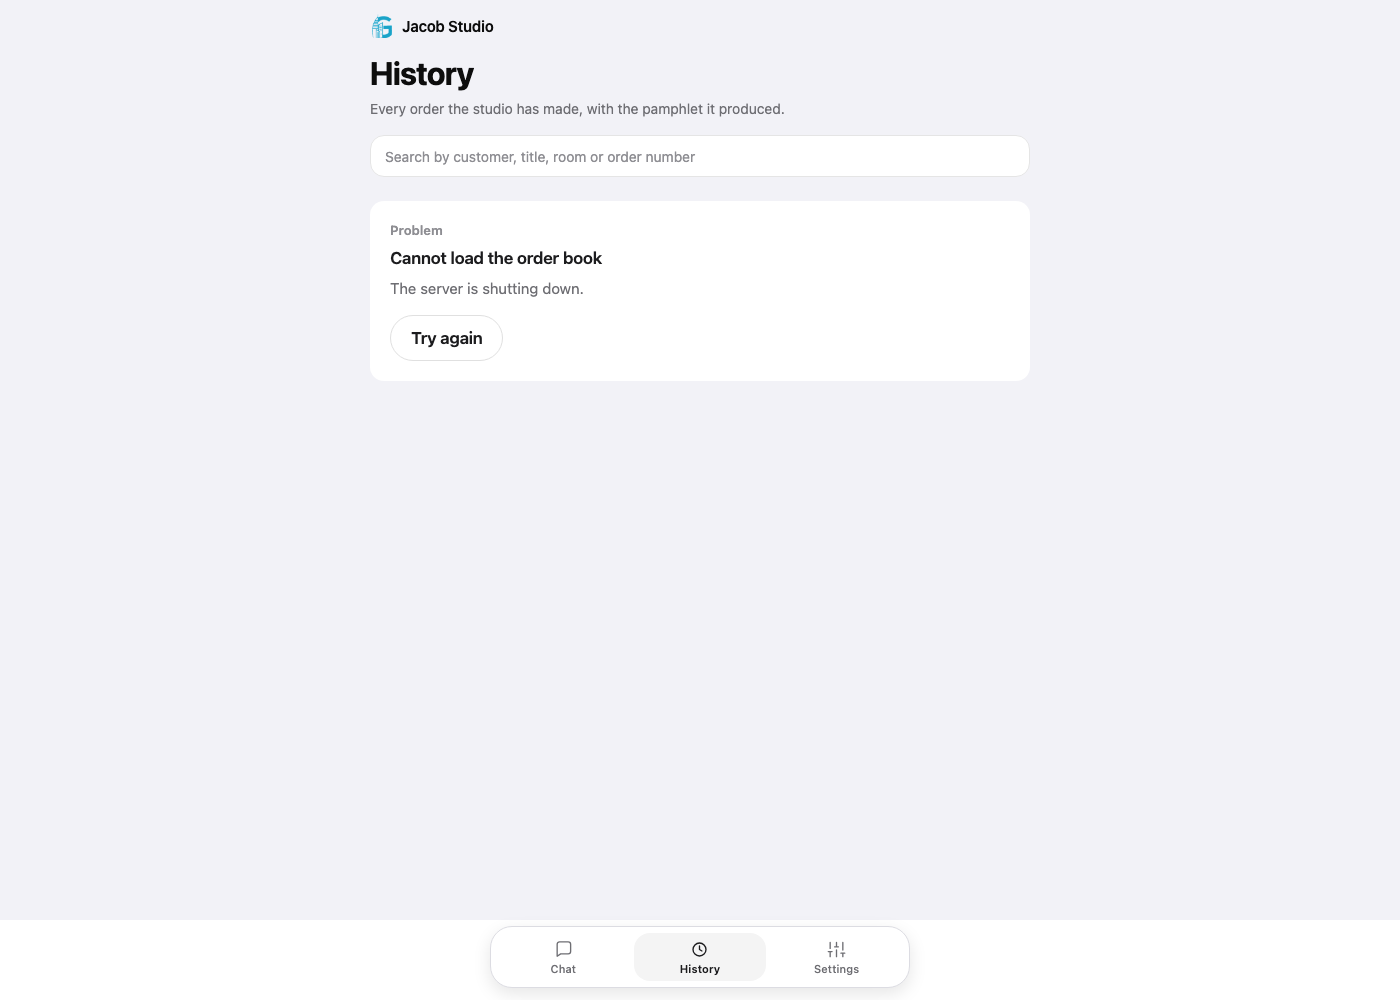 Jacob Studio
History
Every order the studio has made, with the pamphlet it produced.
Search by customer, title, room or order number
Problem
Cannot load the order book
The server is shutting down.
Try again
Chat
History
Settings